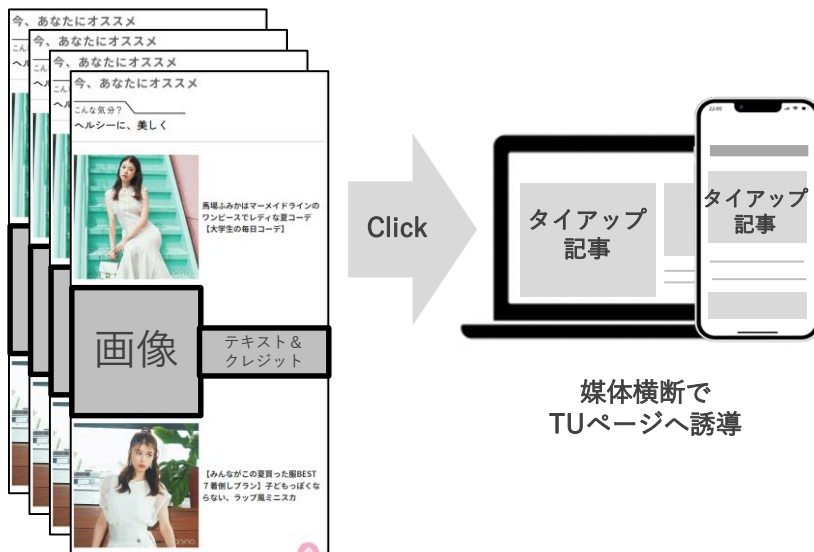 今、あなたにオススメ
今、あなたにオススメ
今、あなたにオススメ
今、あなたにオススメ
こんな気分?
ヘルシーに、美しく
馬場ふみかはマーメイドラインの
ワンピースでレディな夏コーデ
【大学生の毎日コーデ】
画像
テキスト＆
クレジット
【みんながこの夏買った服BEST
７着倒しプラン】子どもっぽくな
らない、ラップ風ミニスカ
Click
タイアップ
記事
タイアップ
記事
媒体横断で
TUページへ誘導